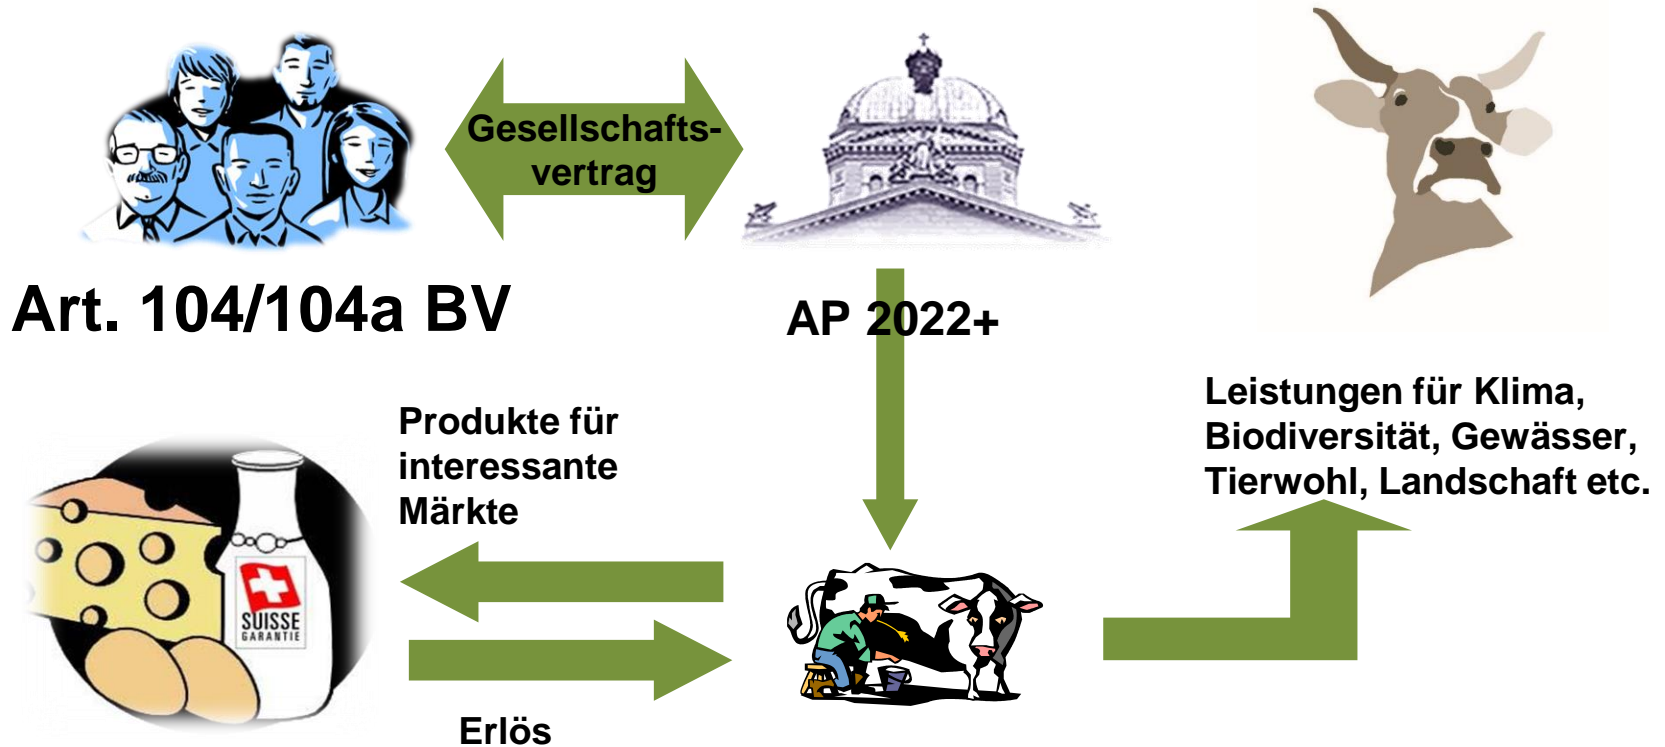 Gesellschafts-
vertrag
Art. 104/104a BV
AP 2022+
Leistungen für Klima,
Biodiversität, Gewässer,
Tierwohl, Landschaft etc.
Produkte für
interessante
Märkte
SUISSE
GARANTIE
Erlös